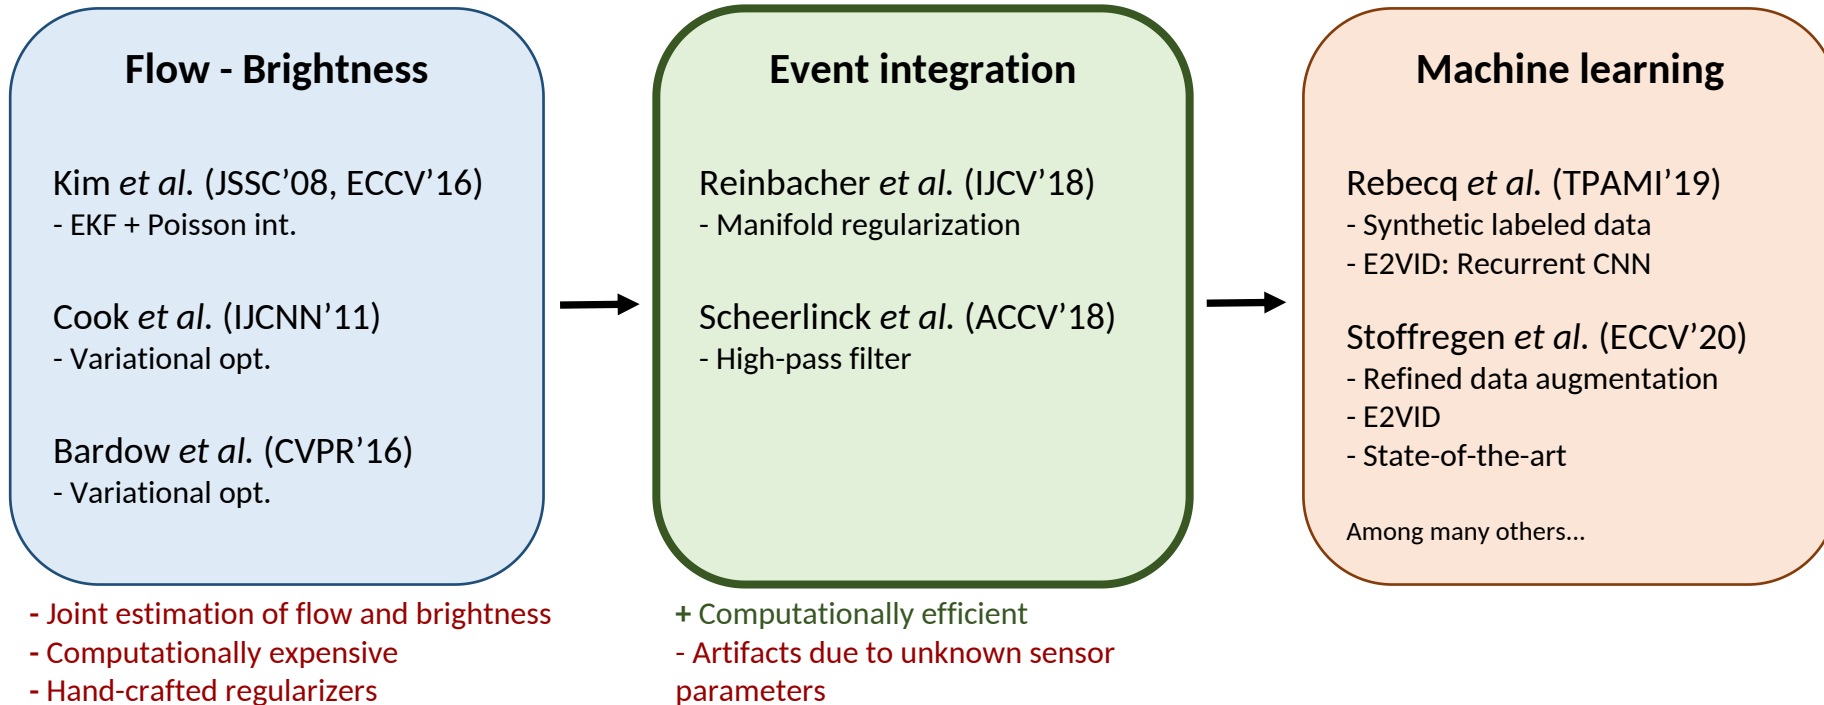 Flow - Brightness
Kim et al. (JSSC’08, ECCV’16)
- EKF + Poisson int.
Cook et al. (IJCNN’11)
- Variational opt.
Bardow et al. (CVPR’16)
- Variational opt.
- Joint estimation of flow and brightness
- Computationally expensive
- Hand-crafted regularizers
Event integration
Reinbacher et al. (IJCV’18)
- Manifold regularization
Scheerlinck et al. (ACCV’18)
- High-pass filter
+ Computationally efficient
- Artifacts due to unknown sensor
parameters
Machine learning
Rebecq et al. (TPAMI’19)
- Synthetic labeled data
- E2VID: Recurrent CNN
Stoffregen et al. (ECCV’20)
- Refined data augmentation
- E2VID
- State-of-the-art
Among many others...